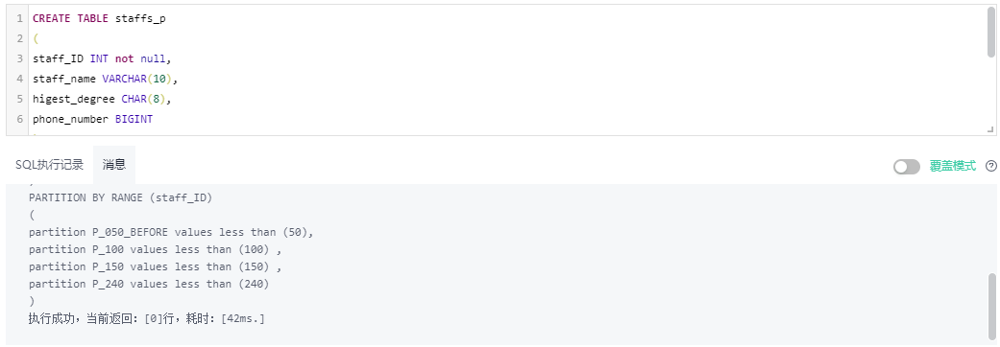 1 CREATE TABLE staffs_p
2 (
3 staff_ID INT not null,
4 staff_name VARCHAR(10),
5 higest_degree CHAR(8),
6 phone_number BIGINT
SQL执行记录 消息 覆盖模式 ?
PARTITION BY RANGE (staff_ID)
(
partition P_050_BEFORE values less than (50),
partition P_100 values less than (100) ,
partition P_150 values less than (150) ,
partition P_240 values less than (240)
)
执行成功，当前返回：[0]行，耗时：[42ms.]